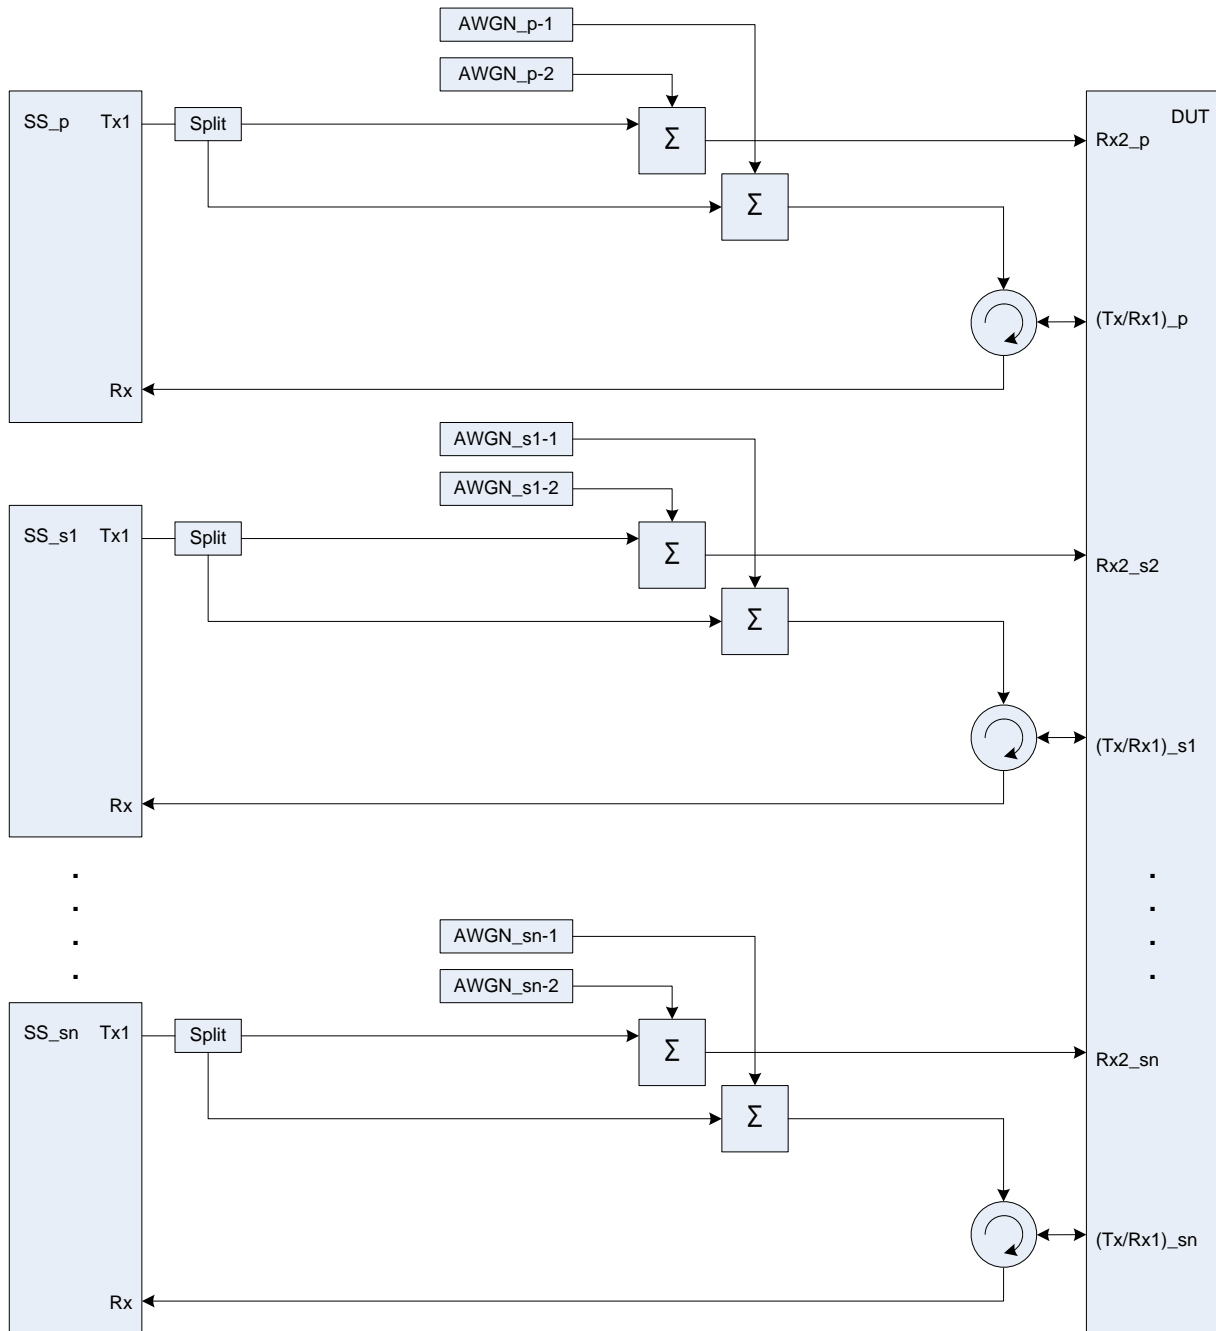 AWGN_p-1
AWGN_p-2
SS_p Tx1
Split
Σ
DUT
Rx2_p
Σ
(Tx/Rx1)_p
Rx
AWGN_s1-1
AWGN_s1-2
SS_s1 Tx1
Split
Σ
Rx2_s2
Σ
(Tx/Rx1)_s1
Rx
AWGN_sn-1
AWGN_sn-2
SS_sn Tx1
Split
Σ
Rx2_sn
Σ
(Tx/Rx1)_sn
Rx